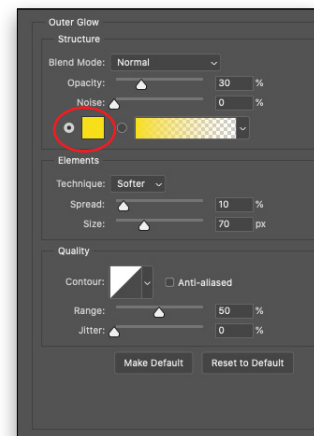 Outer Glow
Structure
Blend Mode: Normal
Opacity: 30 %
Noise: 0 %
Elements
Technique: Softer
Spread: 10 %
Size: 70 px
Quality
Contour: Anti-aliased
Range: 50 %
Jitter: 0 %
Make Default Reset to Default